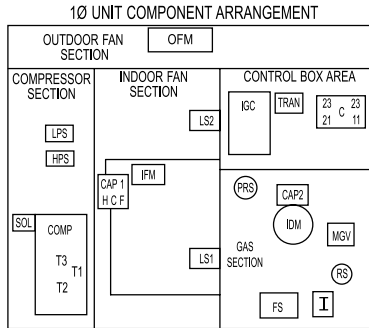 1Ø UNIT COMPONENT ARRANGEMENT
OUTDOOR FAN
SECTION
OFM
COMPRESSOR
SECTION
LPS
HPS
SOL
COMP
T3
T1
T2
INDOOR FAN
SECTION
LS2
CAP 1
H C F
IFM
LS1
CONTROL BOX AREA
IGC
TRAN
23 23
C
21 11
PRS
CAP2
IDM
MGV
GAS
SECTION
RS
FS
I